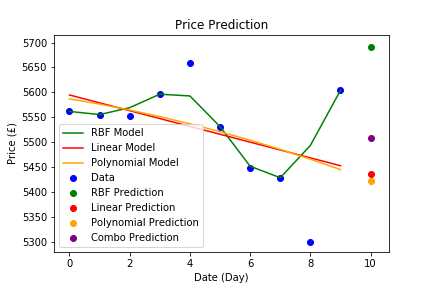 Price Prediction
Price (£)
5700
5650
5600
5550
5500
5450
5400
5350
5300
RBF Model
Linear Model
Polynomial Model
Data
RBF Prediction
Linear Prediction
Polynomial Prediction
Combo Prediction
0
2
4
6
8
10
Date (Day)